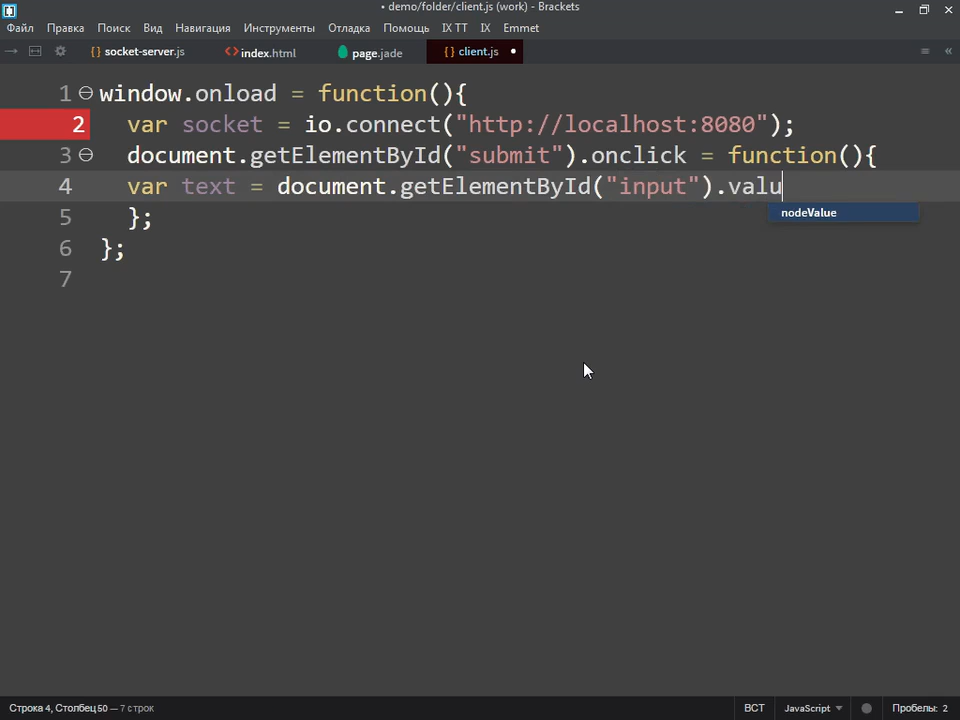 • demo/folder/client.js (work) - Brackets
Файл Правка Поиск Вид Навигация Инструменты Отладка Помощь IX TT IX Emmet
{} socket-server.js <> index.html page.jade {} client.js •
1 window.onload = function(){
2 var socket = io.connect("http://localhost:8080");
3 document.getElementById("submit").onclick = function(){
4 var text = document.getElementById("input").valu
nodeValue
5 };
6 };
7
Строка 4, Столбец 50 — 7 строк ВСТ JavaScript Пробелы: 2